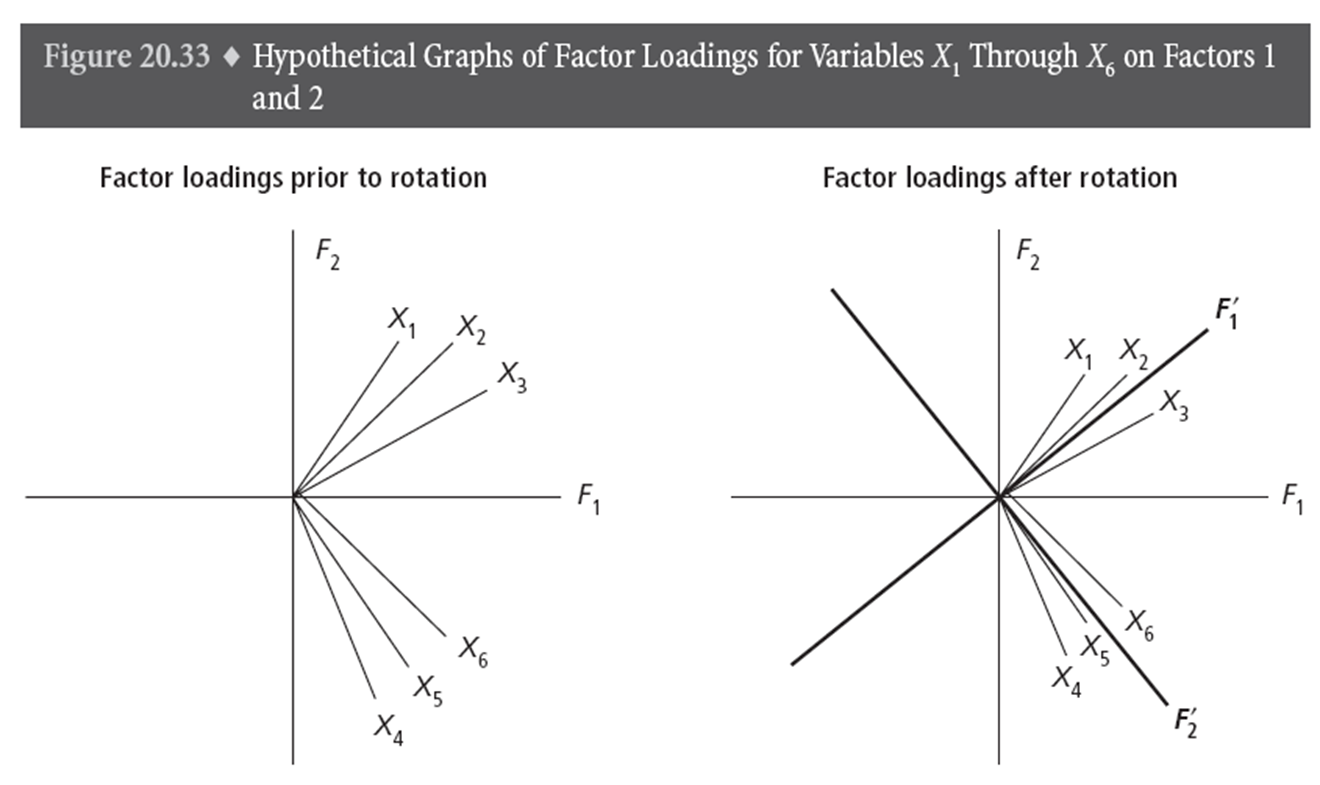 Figure 20.33 ◆ Hypothetical Graphs of Factor Loadings for Variables X₁ Through X₆ on Factors 1
and 2
Factor loadings prior to rotation
F₂
X₁
X₂
X₃
F₁
X₆
X₅
X₄
Factor loadings after rotation
F₂
F′₁
X₁
X₂
X₃
F₁
X₆
X₅
X₄
F′₂